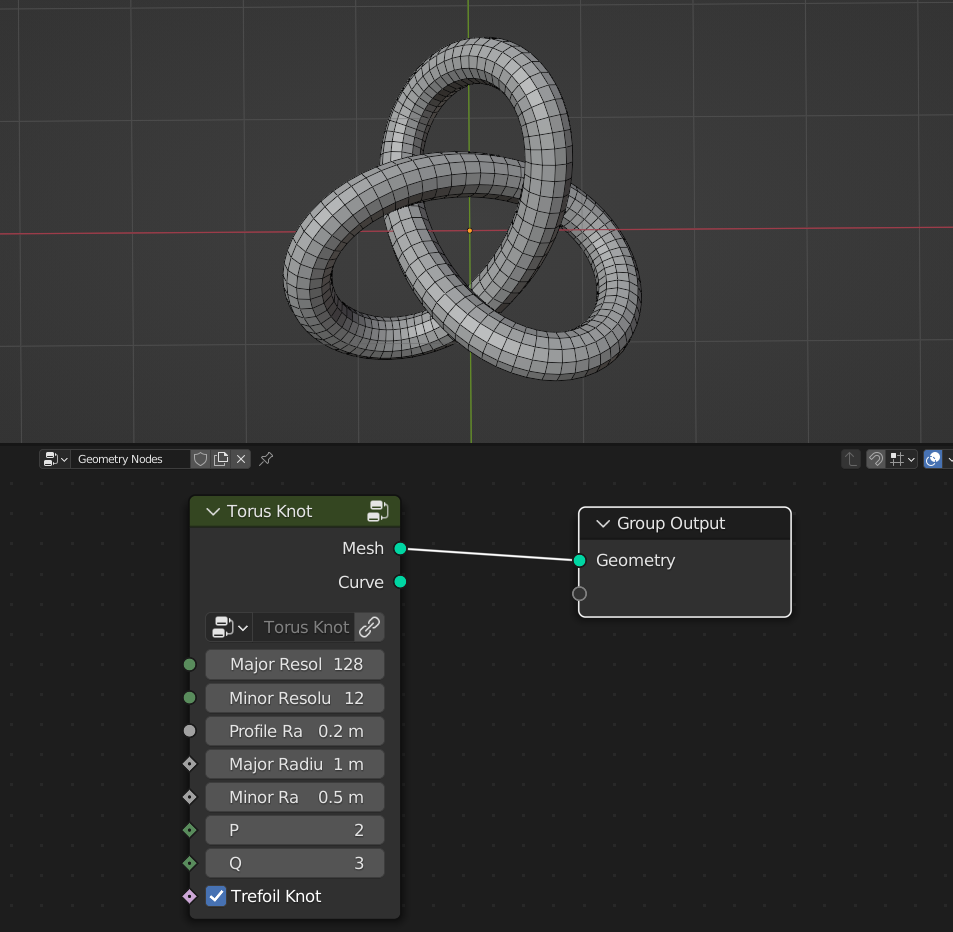 Geometry Nodes
Torus Knot
Mesh
Curve
Torus Knot
Major Resol 128
Minor Resolu 12
Profile Ra 0.2 m
Major Radiu 1 m
Minor Ra 0.5 m
P 2
Q 3
Trefoil Knot
Group Output
Geometry